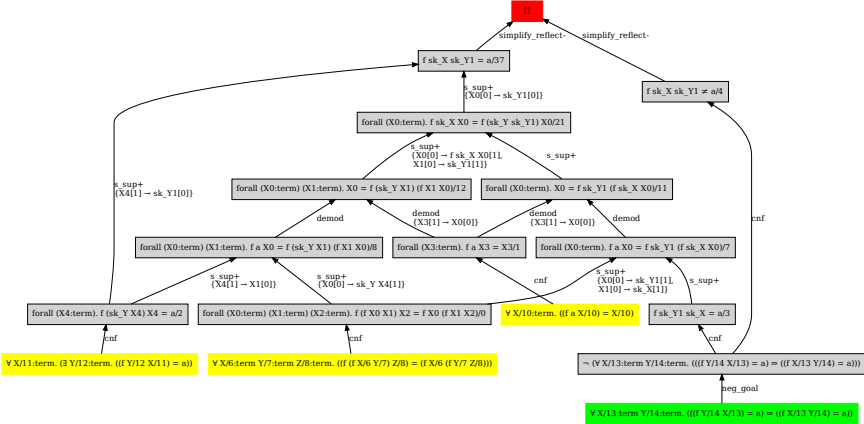 {}
simplify_reflect-
simplify_reflect-
f sk_X sk_Y1 = a/37
f sk_X sk_Y1 ≠ a/4
s_sup+
{X0[0] → sk_Y1[0]}
forall (X0:term). f sk_X X0 = f (sk_Y sk_Y1) X0/21
s_sup+
{X0[0] → f sk_X X0[1],
X1[0] → sk_Y1[1]}
s_sup+
s_sup+
{X4[1] → sk_Y1[0]}
forall (X0:term) (X1:term). X0 = f (sk_Y X1) (f X1 X0)/12
forall (X0:term). X0 = f sk_Y1 (f sk_X X0)/11
demod
demod
{X3[1] → X0[0]}
demod
{X3[1] → X0[0]}
demod
cnf
forall (X0:term) (X1:term). f a X0 = f (sk_Y X1) (f X1 X0)/8
forall (X3:term). f a X3 = X3/1
forall (X0:term). f a X0 = f sk_Y1 (f sk_X X0)/7
s_sup+
{X4[1] → X1[0]}
s_sup+
{X0[0] → sk_Y X4[1]}
cnf
s_sup+
{X0[0] → sk_Y1[1],
X1[0] → sk_X[1]}
s_sup+
forall (X4:term). f (sk_Y X4) X4 = a/2
forall (X0:term) (X1:term) (X2:term). f (f X0 X1) X2 = f X0 (f X1 X2)/0
∀ X/10:term. ((f a X/10) = X/10)
f sk_Y1 sk_X = a/3
cnf
cnf
cnf
∀ X/11:term. (∃ Y/12:term. ((f Y/12 X/11) = a))
∀ X/6:term Y/7:term Z/8:term. ((f (f X/6 Y/7) Z/8) = (f X/6 (f Y/7 Z/8)))
¬ (∀ X/13:term Y/14:term. (((f Y/14 X/13) = a) ⇒ ((f X/13 Y/14) = a)))
neg_goal
∀ X/13:term Y/14:term. (((f Y/14 X/13) = a) ⇒ ((f X/13 Y/14) = a))